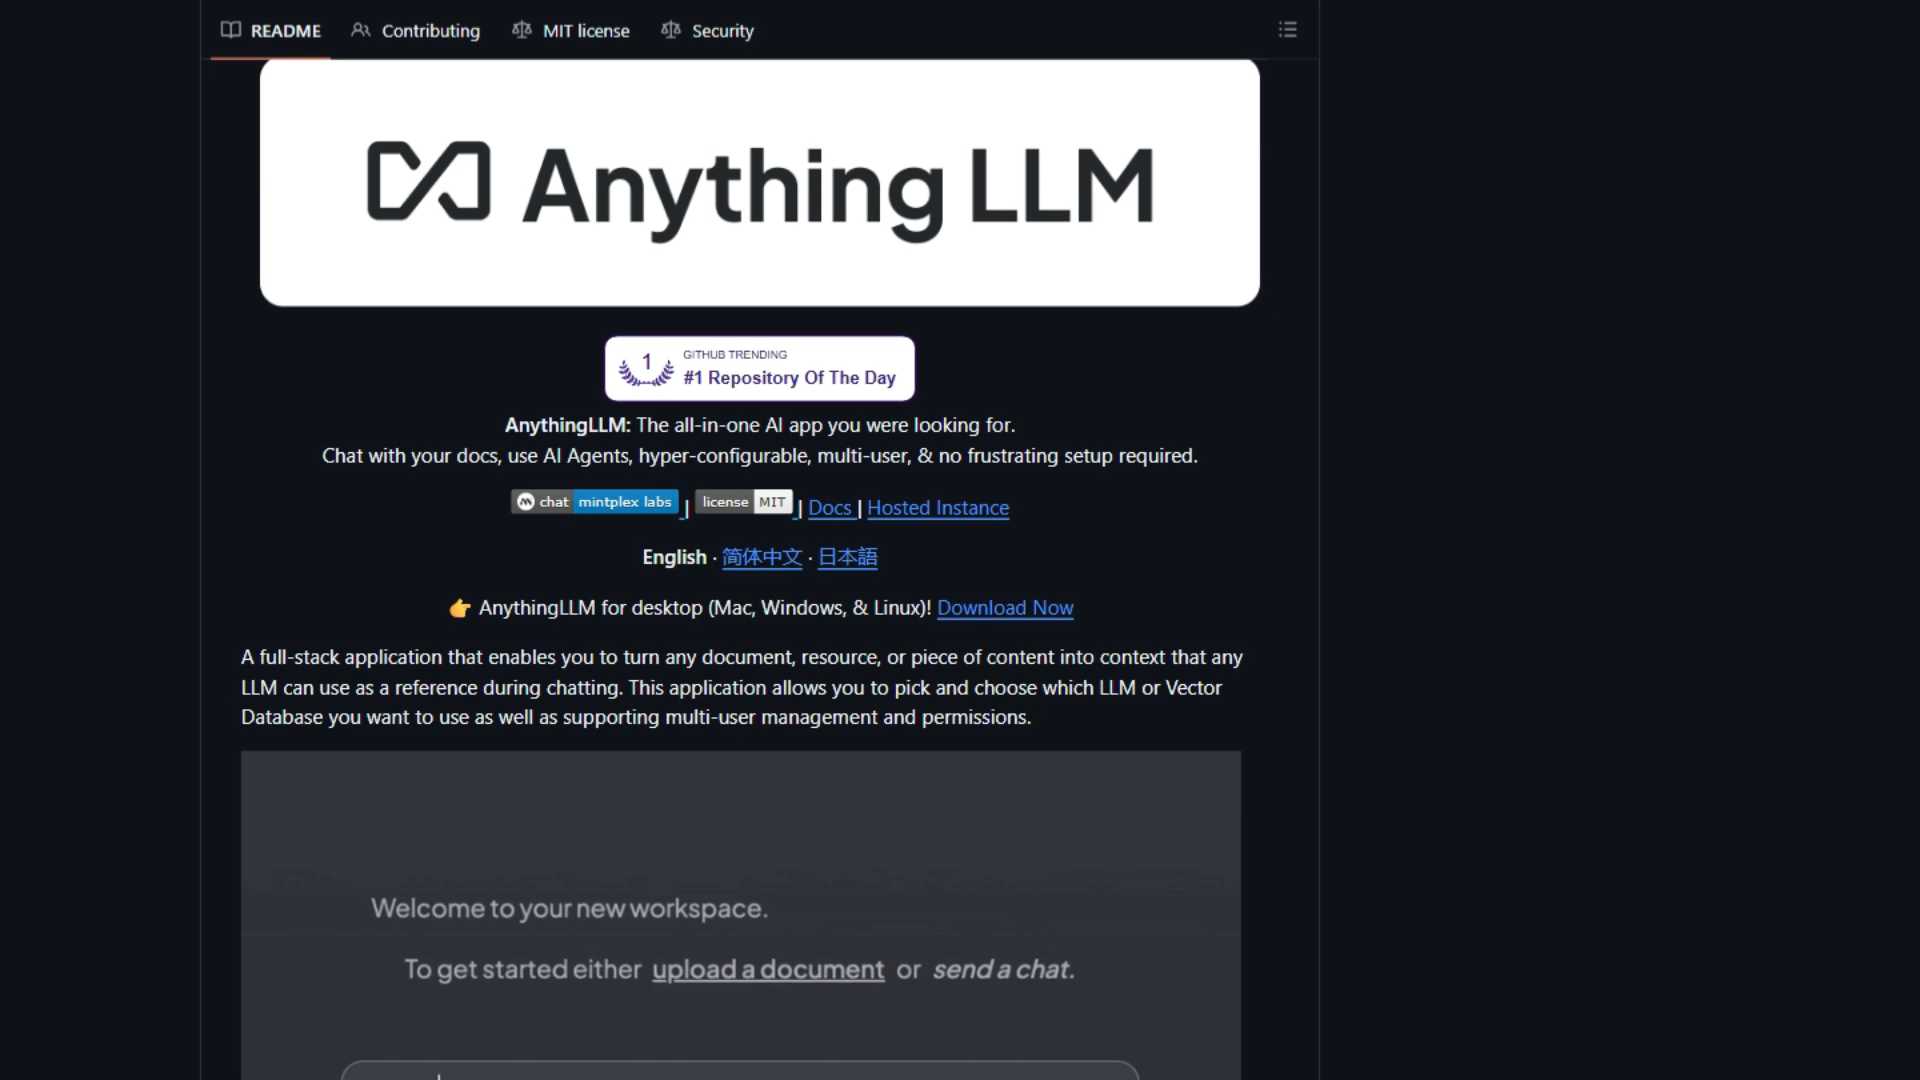 README Contributing MIT license Security
Anything LLM
1
GITHUB TRENDING
#1 Repository Of The Day
AnythingLLM: The all-in-one AI app you were looking for.
Chat with your docs, use AI Agents, hyper-configurable, multi-user, & no frustrating setup required.
chat mintplex labs | license MIT | Docs | Hosted Instance
English · 简体中文 · 日本語
👉 AnythingLLM for desktop (Mac, Windows, & Linux)! Download Now
A full-stack application that enables you to turn any document, resource, or piece of content into context that any
LLM can use as a reference during chatting. This application allows you to pick and choose which LLM or Vector
Database you want to use as well as supporting multi-user management and permissions.
Welcome to your new workspace.
To get started either upload a document or send a chat.